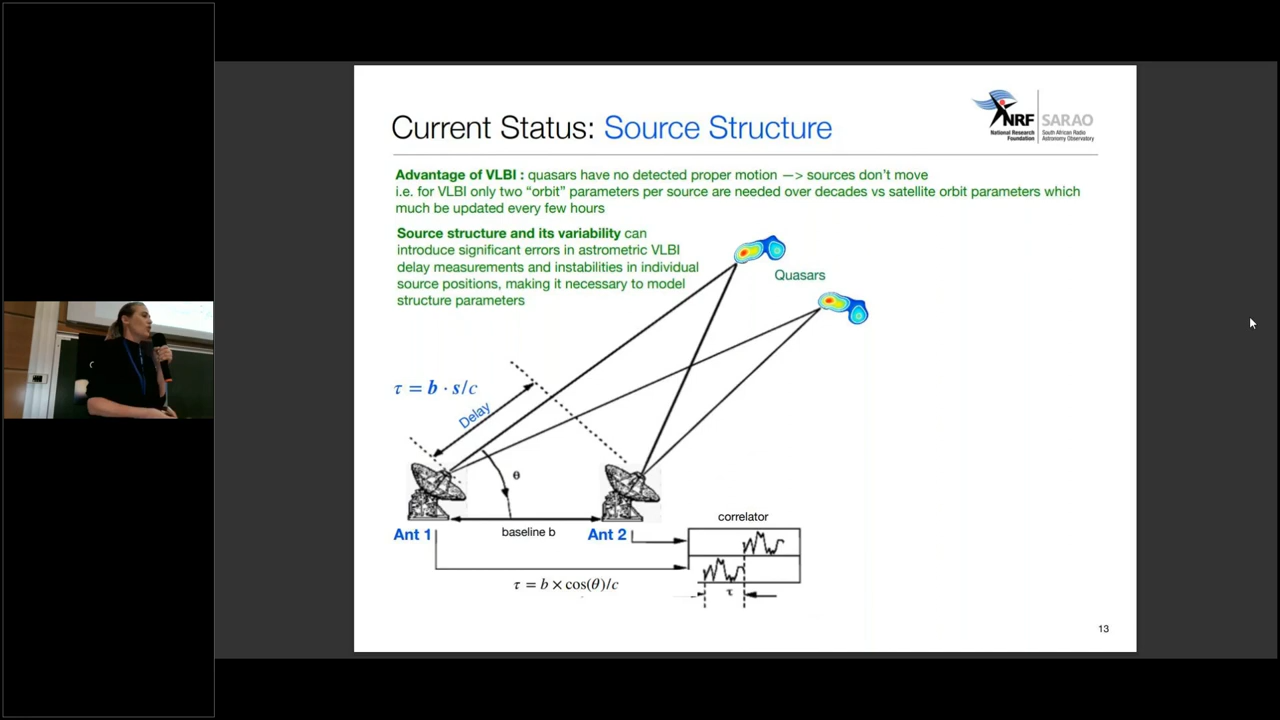 Current Status: Source Structure
NRF
National Research
Foundation
SARAO
South African Radio
Astronomy Observatory
Advantage of VLBI : quasars have no detected proper motion —> sources don't move
i.e. for VLBI only two “orbit” parameters per source are needed over decades vs satellite orbit parameters which
much be updated every few hours
Source structure and its variability can
introduce significant errors in astrometric VLBI
delay measurements and instabilities in individual
source positions, making it necessary to model
structure parameters
Quasars
τ = b · s/c
Delay
θ
Ant 1
baseline b
Ant 2
correlator
τ = b × cos(θ)/c
τ
13